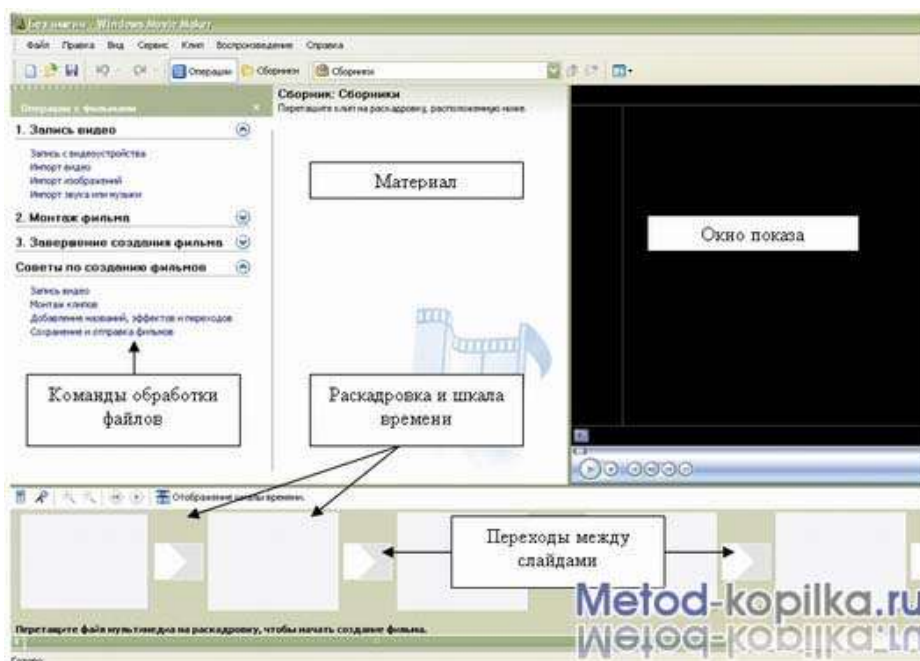 Без имени - Windows Movie Maker
Файл Правка Вид Сервис Клип Воспроизведение Справка
Операции Сборники Сборники
Операции с фильмами
Сборник: Сборники
Перетащите клип на раскадровку, расположенную ниже.
1. Запись видео
Запись с видеоустройства
Импорт видео
Импорт изображений
Импорт звука или музыки
Материал
2. Монтаж фильма
3. Завершение создания фильма
Окно показа
Советы по созданию фильмов
Запись видео
Монтаж клипов
Добавление названий, эффектов и переходов
Сохранение и отправка фильмов
Команды обработки
файлов
Раскадровка и шкала
времени
Отображение шкалы времени.
Переходы между
слайдами
Metod-kopilka.ru
Перетащите файл мультимедиа на раскадровку, чтобы начать создание фильма.
Готово